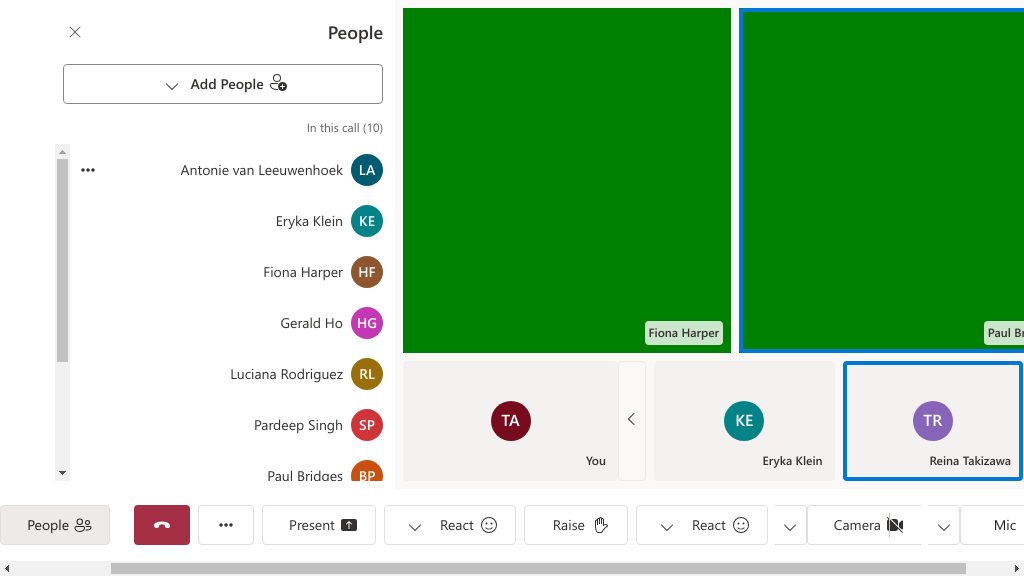 People
Add People
In this call (10)
Antonie van Leeuwenhoek LA
Eryka Klein KE
Fiona Harper HF
Gerald Ho HG
Luciana Rodriguez RL
Pardeep Singh SP
Paul Bridges BP
Fiona Harper
Paul Br
TA
You
KE
Eryka Klein
TR
Reina Takizawa
People
Present
React
Raise
React
Camera
Mic